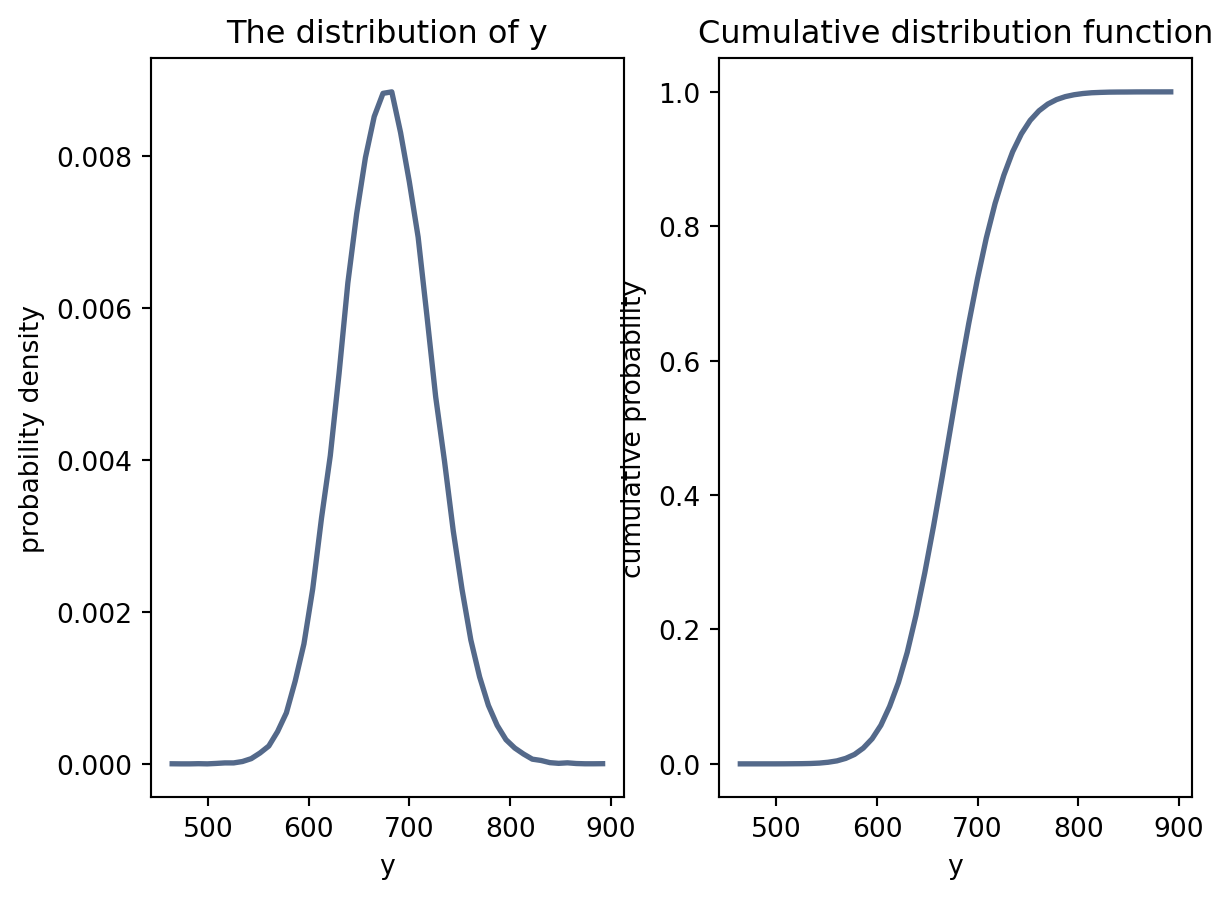 The distribution of y
probability density
0.008
0.006
0.004
0.002
0.000
500 600 700 800 900
y
Cumulative distribution function
cumulative probability
1.0
0.8
0.6
0.4
0.2
0.0
500 600 700 800 900
y